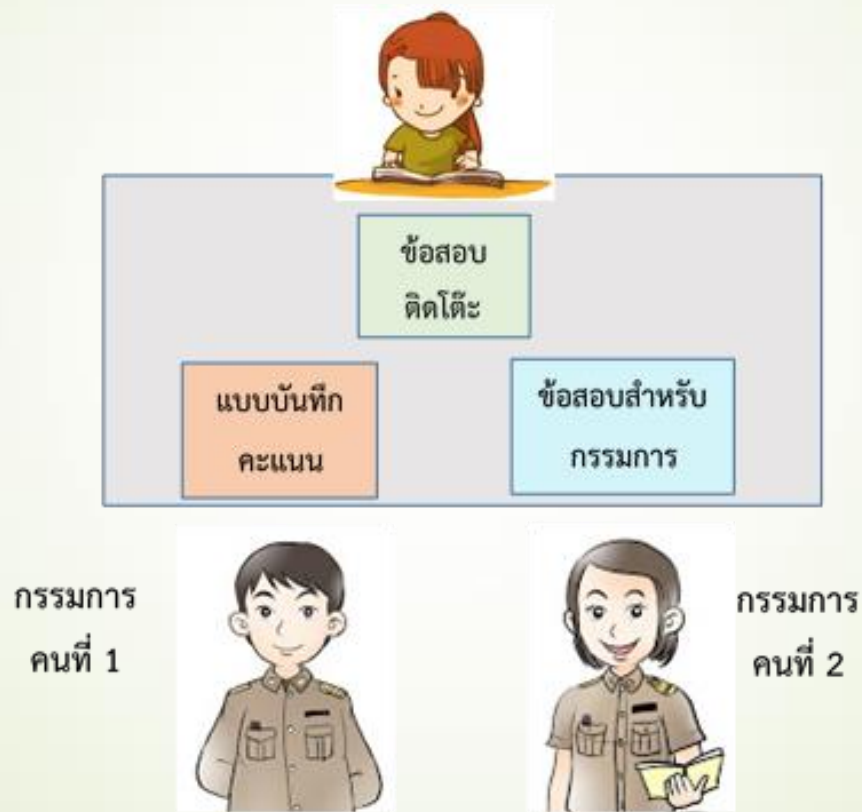 ข้อสอบ
ติดโต๊ะ
แบบบันทึก
คะแนน
ข้อสอบสำหรับ
กรรมการ
กรรมการ
คนที่ 1
กรรมการ
คนที่ 2